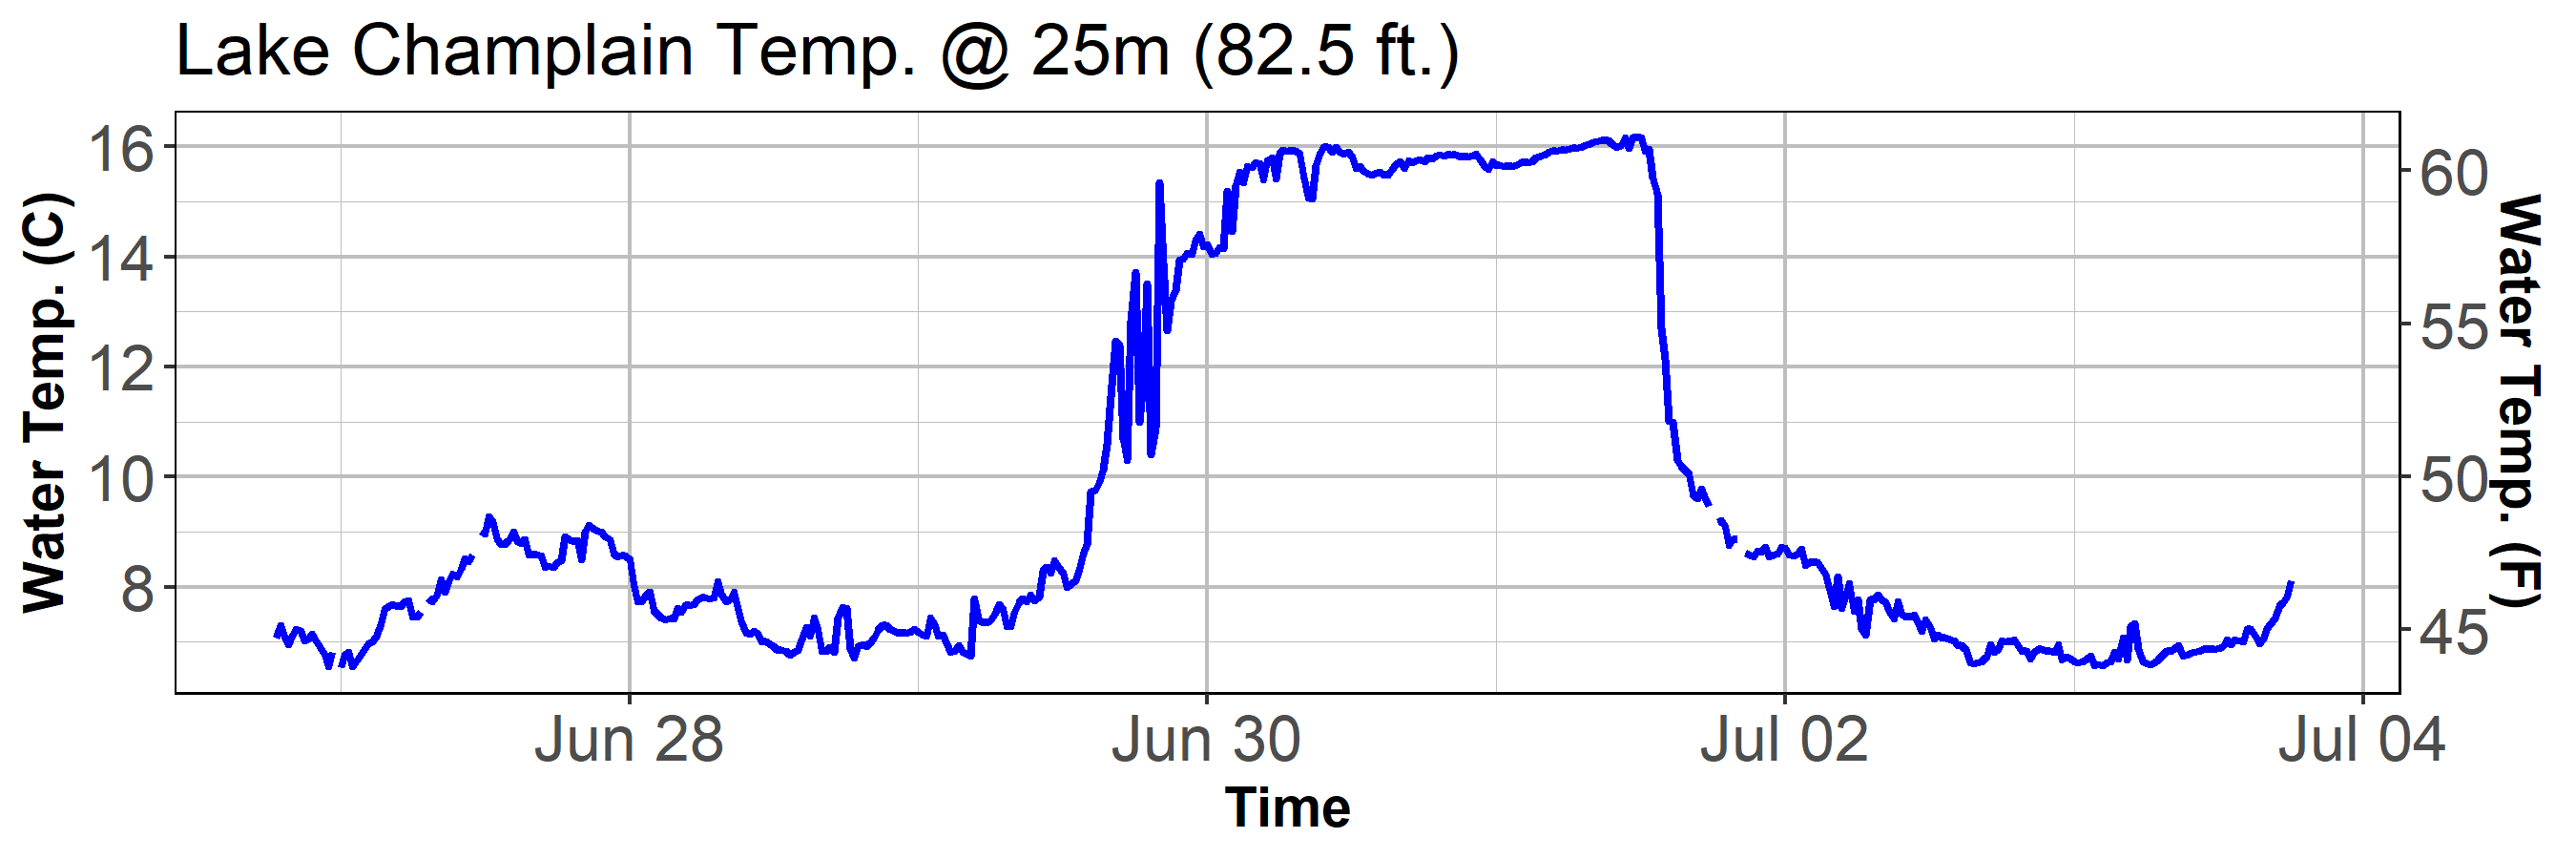 Lake Champlain Temp. @ 25m (82.5 ft.)
Water Temp. (C)
16
14
12
10
8
60
55
50
45
Water Temp. (F)
Jun 28
Jun 30
Jul 02
Jul 04
Time